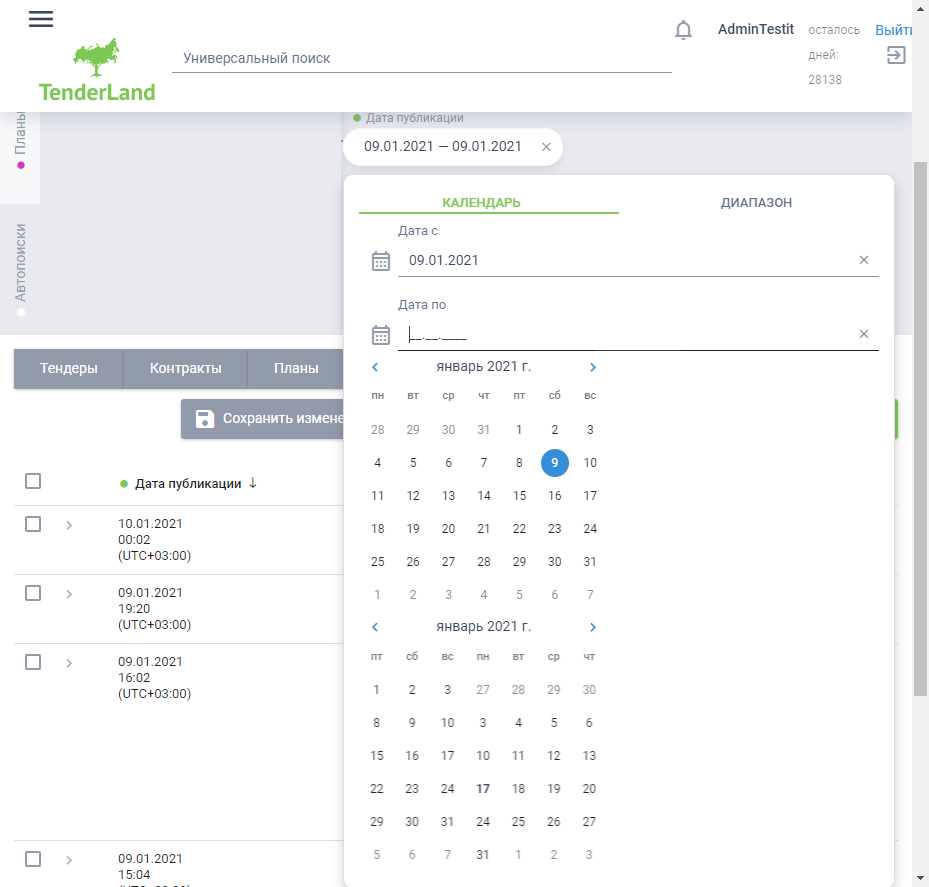 Универсальный поиск
AdminTestit
осталось
дней:
28138
Выйти
TenderLand
Планы
Автопоиски
Дата публикации
09.01.2021 — 09.01.2021
КАЛЕНДАРЬ
ДИАПАЗОН
Дата с
09.01.2021
Дата по
__.__.____
Тендеры
Контракты
Планы
Сохранить измене
Дата публикации ↓
10.01.2021
00:02
(UTC+03:00)
09.01.2021
19:20
(UTC+03:00)
09.01.2021
16:02
(UTC+03:00)
09.01.2021
15:04
январь 2021 г.
пн вт ср чт пт сб вс
28 29 30 31 1 2 3
4 5 6 7 8 9 10
11 12 13 14 15 16 17
18 19 20 21 22 23 24
25 26 27 28 29 30 31
1 2 3 4 5 6 7
январь 2021 г.
пт сб вс пн вт ср чт
1 2 3 27 28 29 30
8 9 10 3 4 5 6
15 16 17 10 11 12 13
22 23 24 17 18 19 20
29 30 31 24 25 26 27
5 6 7 31 1 2 3